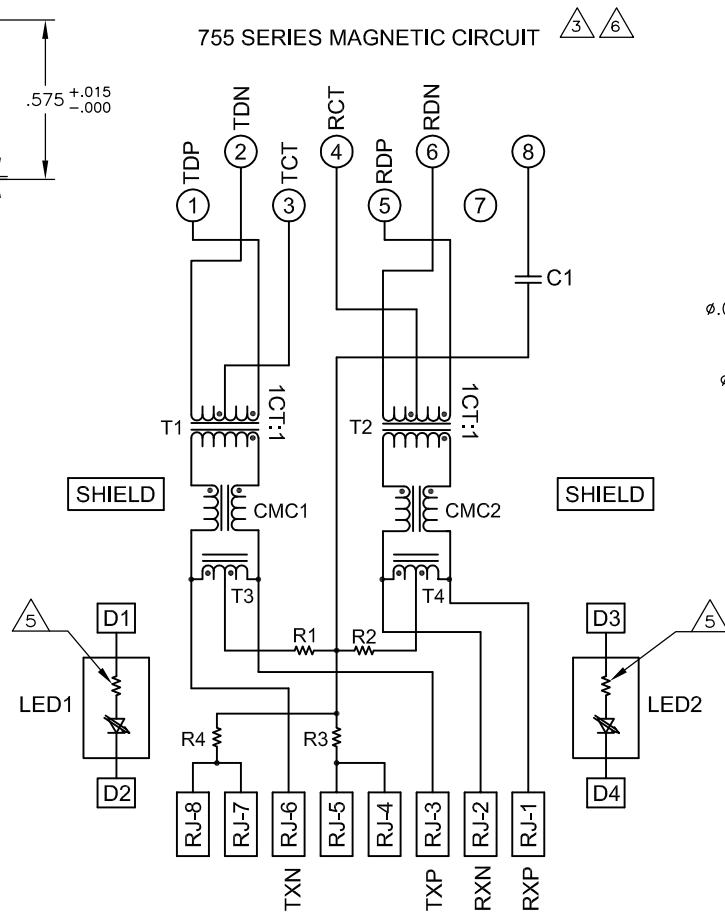 755 SERIES MAGNETIC CIRCUIT
3
6
.575 +.015
-.000
TDP
TDN
TCT
RCT
RDP
RDN
1
2
3
4
5
6
7
8
C1
T1
1CT:1
T2
1CT:1
SHIELD
CMC1
CMC2
SHIELD
T3
T4
5
D1
R1
R2
D3
5
LED1
LED2
R4
R3
D2
D4
RJ-8
RJ-7
RJ-6
RJ-5
RJ-4
RJ-3
RJ-2
RJ-1
TXN
TXP
RXN
RXP